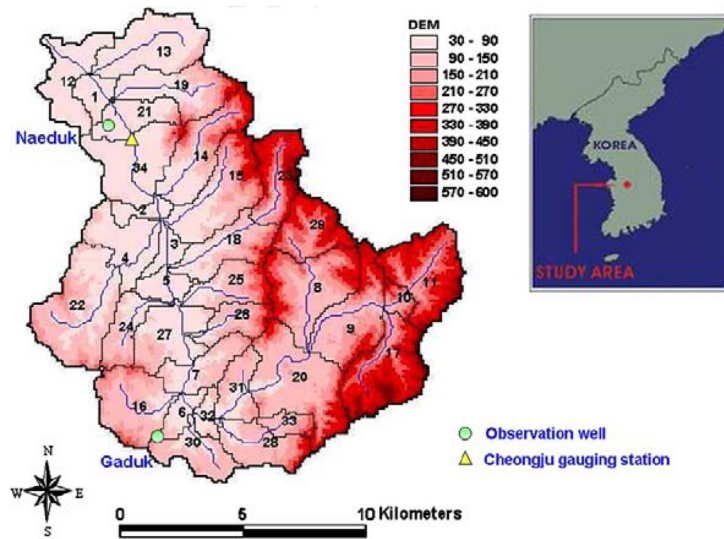 DEM
30 - 90
90 - 150
150 - 210
210 - 270
270 - 330
330 - 390
390 - 450
450 - 510
510 - 570
570 - 600
KOREA
STUDY AREA
13
12
19
1
21
Naeduk
34
14
15
23
2
29
3
18
4
5
25
8
11
10
22
26
24
9
27
7
17
20
31
16
6
32
33
30
28
Gaduk
Observation well
Cheongju gauging station
N
W
E
S
0
5
10 Kilometers